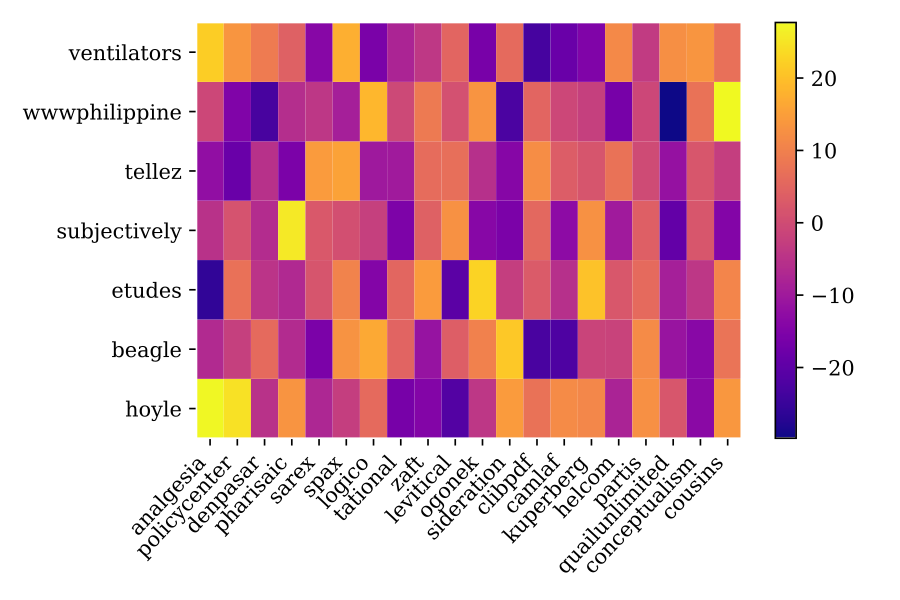 ventilators
wwwphilippine
tellez
subjectively
etudes
beagle
hoyle
analgesia
policycenter
denpasar
pharisaic
sarex
spax
logico
tational
zaft
levitical
ogonek
sideration
clibpdf
camlaf
kuperberg
helcom
partis
quailunlimited
conceptualism
cousins
20
10
0
−10
−20